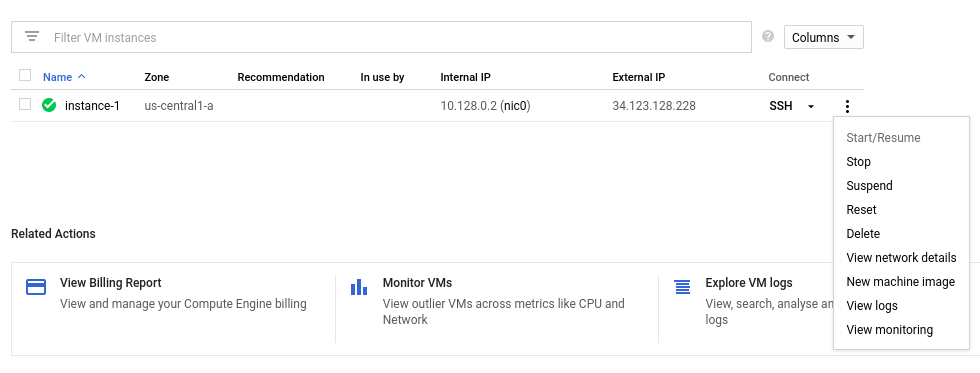 Filter VM instances
Columns
Name Zone Recommendation In use by Internal IP External IP Connect
instance-1 us-central1-a 10.128.0.2 (nic0) 34.123.128.228 SSH
Start/Resume
Stop
Suspend
Reset
Delete
View network details
New machine image
View logs
View monitoring
Related Actions
View Billing Report
View and manage your Compute Engine billing
Monitor VMs
View outlier VMs across metrics like CPU and
Network
Explore VM logs
View, search, analyse
logs